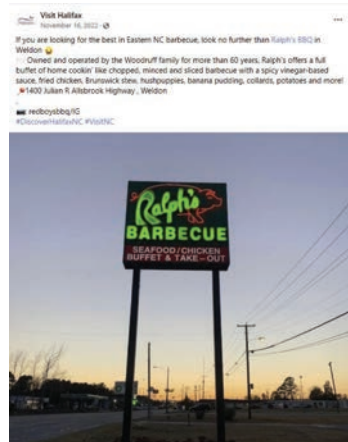 Visit Halifax
November 16, 2022
If you are looking for the best in Eastern NC barbecue, look no further than Ralph's BBQ in
Weldon 😋
Owned and operated by the Woodruff family for more than 60 years, Ralph's offers a full
buffet of home cookin' like chopped, minced and sliced barbecue with a spicy vinegar-based
sauce, fried chicken, Brunswick stew, hushpuppies, banana pudding, collards, potatoes and more!
📍1400 Julian R Allsbrook Highway, Weldon
.
📷 redboysbbq/IG
#DiscoverHalifaxNC #VisitNC
Ralph's
BARBECUE
SEAFOOD/CHICKEN
BUFFET & TAKE-OUT